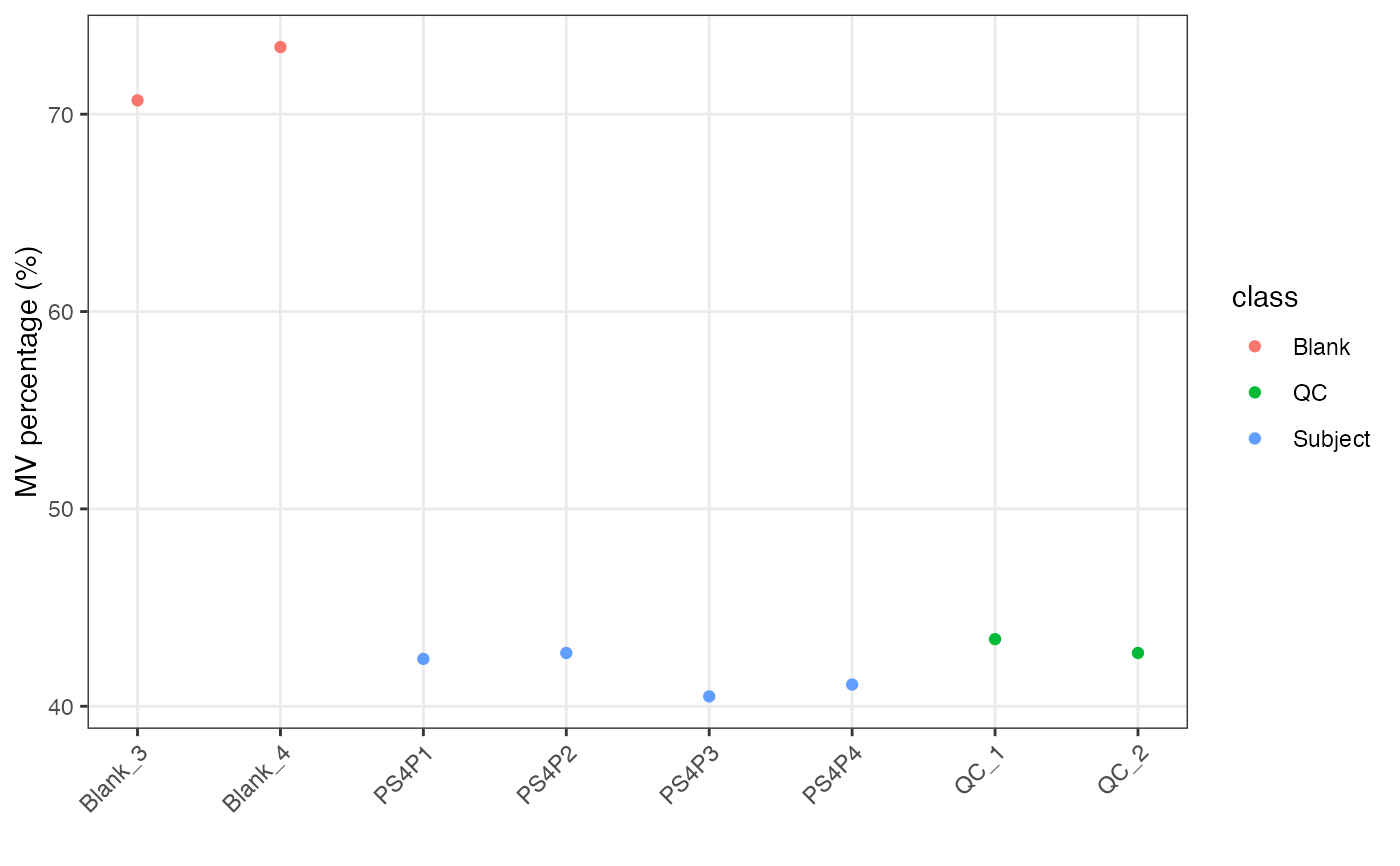 MV percentage (%)
70
60
50
40
Blank_3
Blank_4
PS4P1
PS4P2
PS4P3
PS4P4
QC_1
QC_2
class
Blank
QC
Subject